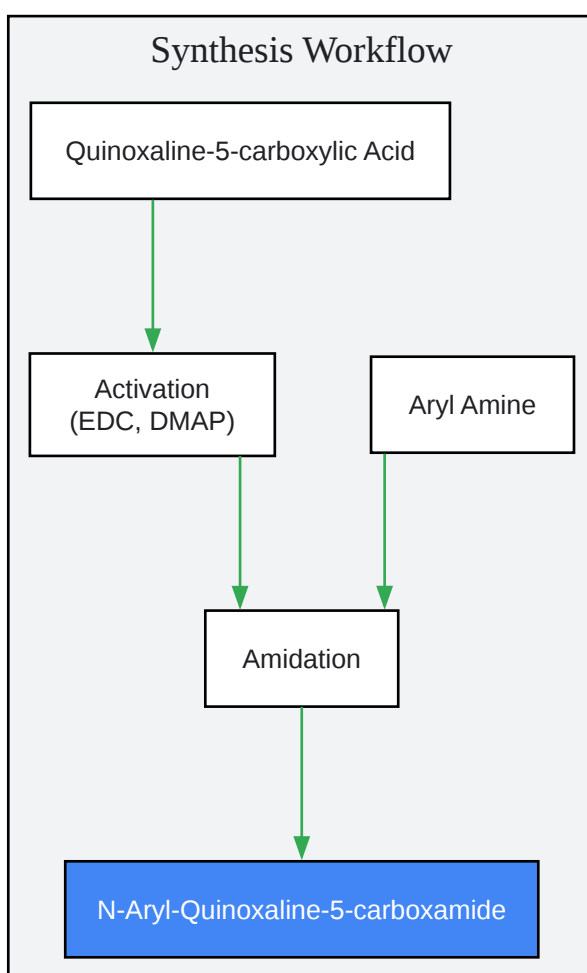 Synthesis Workflow
Quinoxaline-5-carboxylic Acid
Activation
(EDC, DMAP)
Aryl Amine
Amidation
N-Aryl-Quinoxaline-5-carboxamide